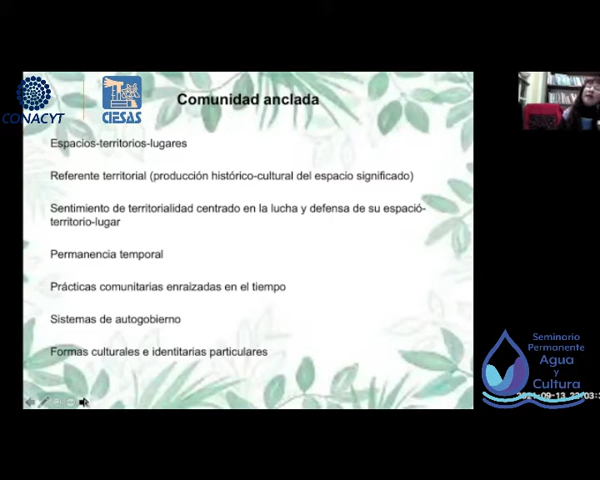 CONACYT
CIESAS
Comunidad anclada
Espacios-territorios-lugares
Referente territorial (producción histórico-cultural del espacio significado)
Sentimiento de territorialidad centrado en la lucha y defensa de su espació-
territorio-lugar
Permanencia temporal
Prácticas comunitarias enraizadas en el tiempo
Sistemas de autogobierno
Formas culturales e identitarias particulares
Seminario
Permanente
Agua
y
Cultura